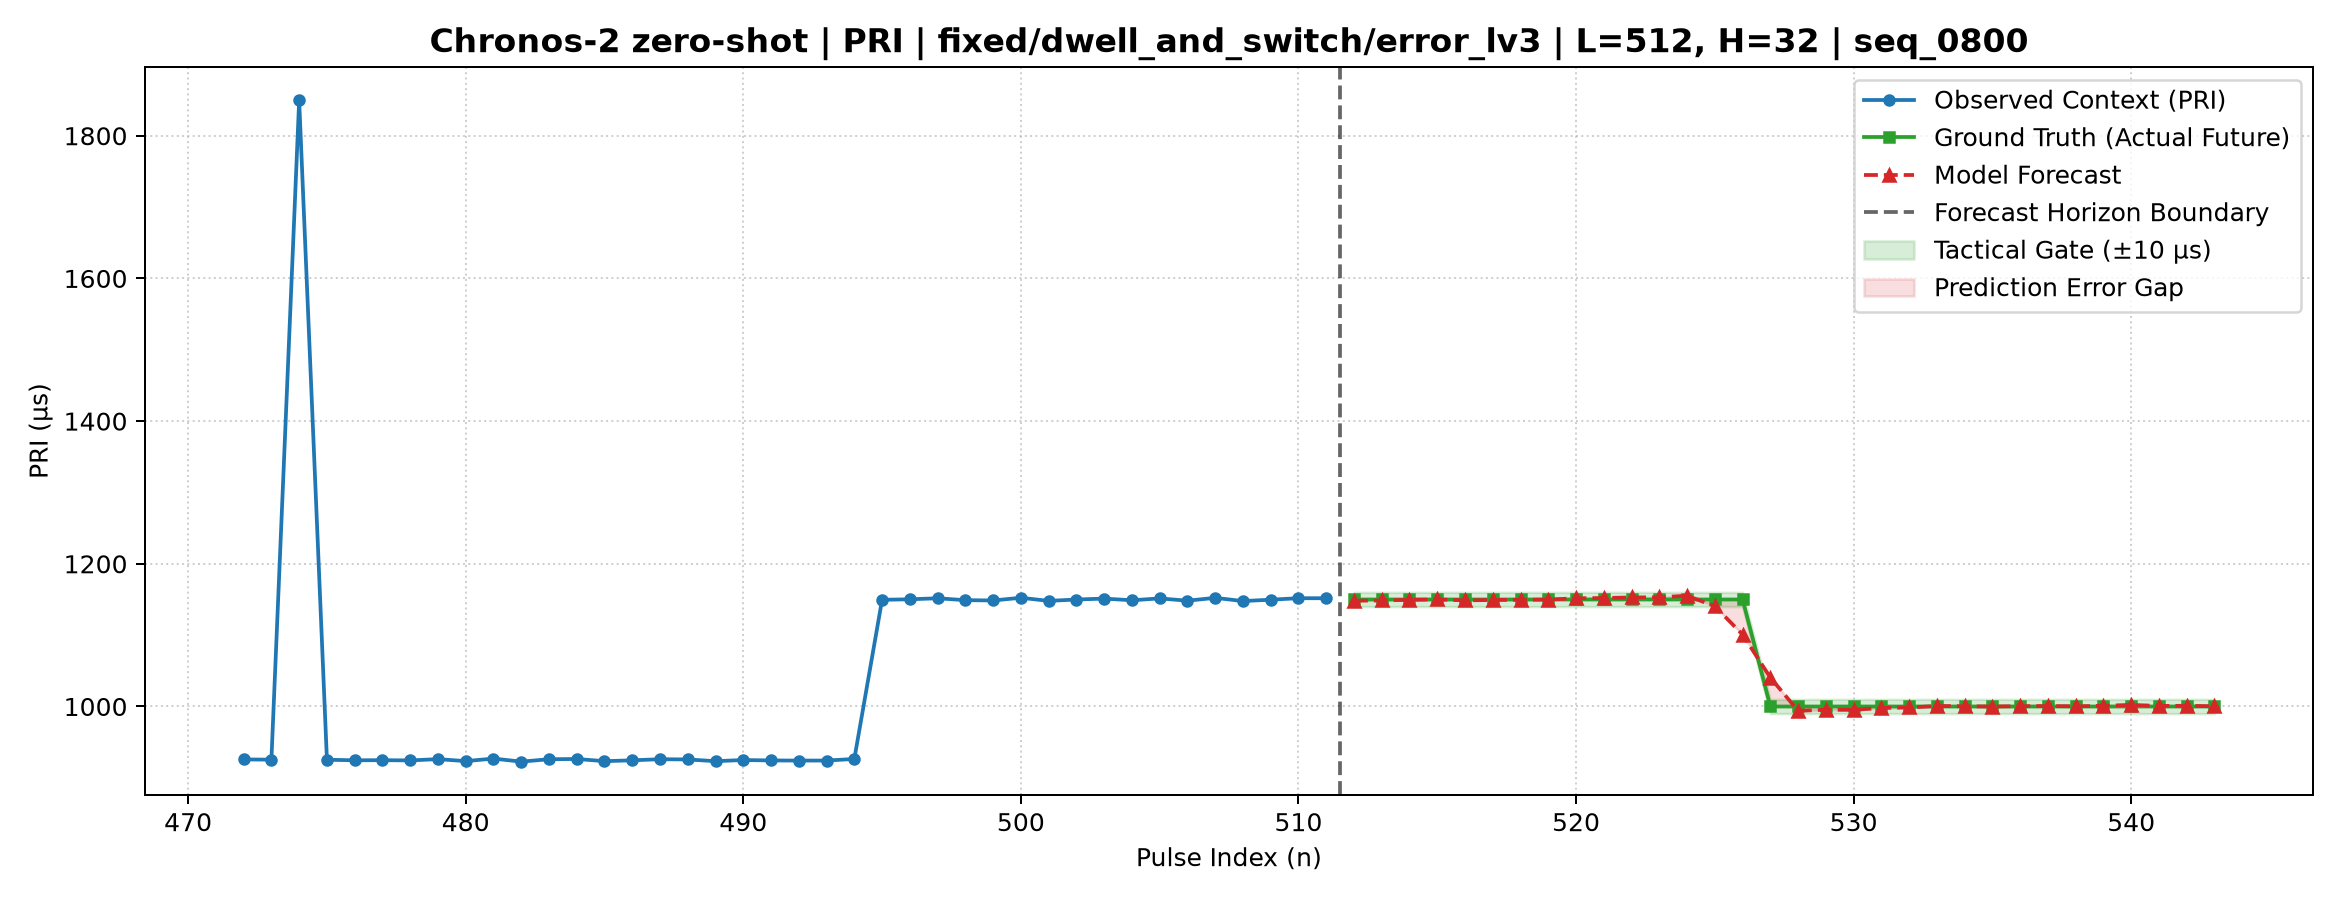 Chronos-2 zero-shot | PRI | fixed/dwell_and_switch/error_lv3 | L=512, H=32 | seq_0800
Observed Context (PRI)
Ground Truth (Actual Future)
Model Forecast
Forecast Horizon Boundary
Tactical Gate (±10 µs)
Prediction Error Gap
PRI (µs)
1800
1600
1400
1200
1000
470 480 490 500 510 520 530 540
Pulse Index (n)